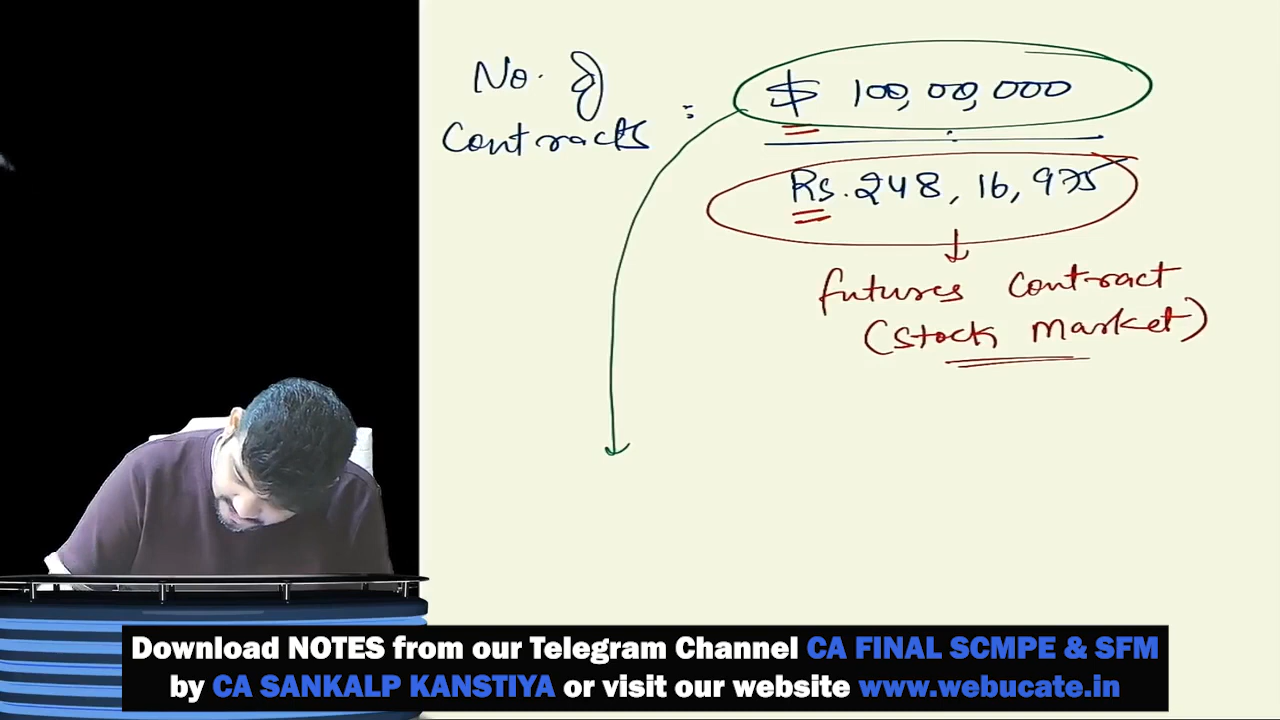 No. of
Contracts :
$ 100,00,000
Rs. 248, 16, 975
futures contract
(stock market)
Download NOTES from our Telegram Channel CA FINAL SCMPE & SFM
by CA SANKALP KANSTIYA or visit our website www.webucate.in